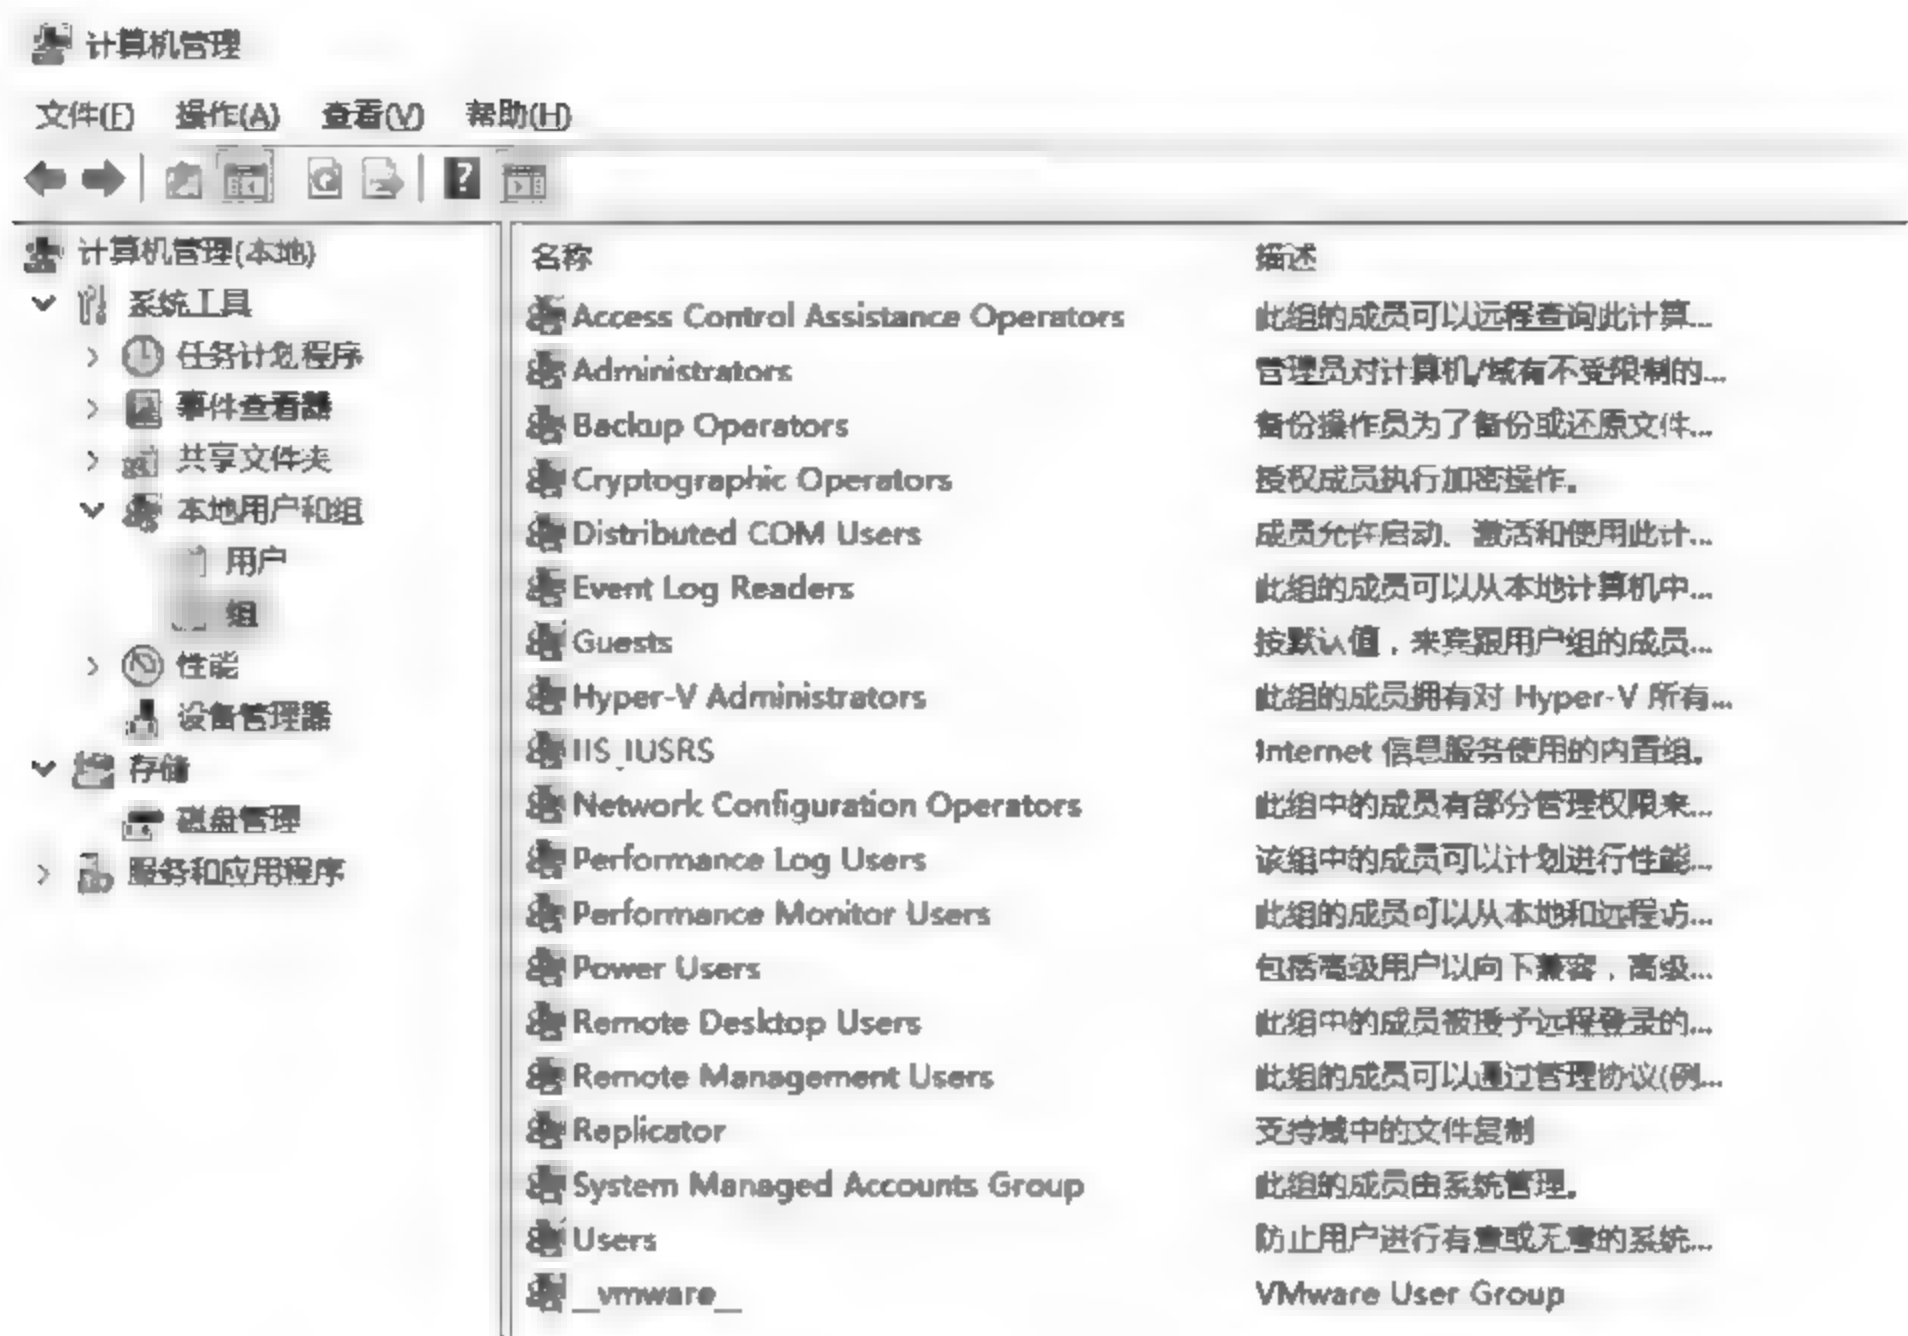 计算机管理
文件(F) 操作(A) 查看(V) 帮助(H)
计算机管理(本地)
系统工具
任务计划程序
事件查看器
共享文件夹
本地用户和组
用户
组
性能
设备管理器
存储
磁盘管理
服务和应用程序
名称 描述
Access Control Assistance Operators 此组的成员可以远程查询此计算...
Administrators 管理员对计算机/域有不受限制的...
Backup Operators 备份操作员为了备份或还原文件...
Cryptographic Operators 授权成员执行加密操作。
Distributed COM Users 成员允许启动、激活和使用此计...
Event Log Readers 此组的成员可以从本地计算机中...
Guests 按默认值，来宾跟用户组的成员...
Hyper-V Administrators 此组的成员拥有对 Hyper-V 所有...
IIS_IUSRS Internet 信息服务使用的内置组。
Network Configuration Operators 此组中的成员有部分管理权限来...
Performance Log Users 该组中的成员可以计划进行性能...
Performance Monitor Users 此组的成员可以从本地和远程访...
Power Users 包括高级用户以向下兼容，高级...
Remote Desktop Users 此组中的成员被授予远程登录的...
Remote Management Users 此组的成员可以通过管理协议(例...
Replicator 支持域中的文件复制
System Managed Accounts Group 此组的成员由系统管理。
Users 防止用户进行有意或无意的系统...
__vmware__ VMware User Group